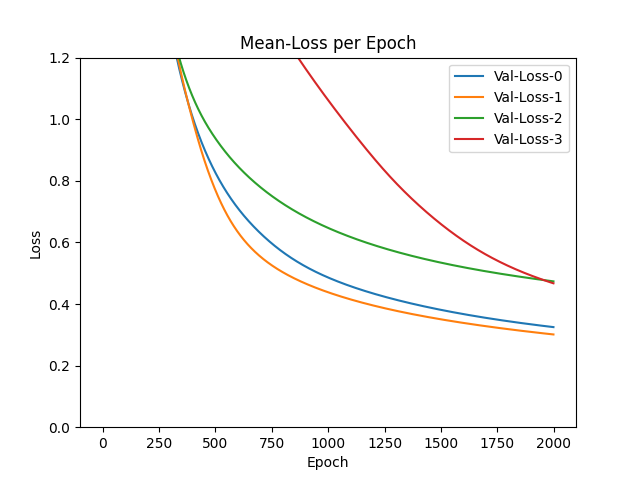 Mean-Loss per Epoch
Val-Loss-0
Val-Loss-1
Val-Loss-2
Val-Loss-3
1.2
1.0
0.8
0.6
0.4
0.2
0.0
Loss
0 250 500 750 1000 1250 1500 1750 2000
Epoch